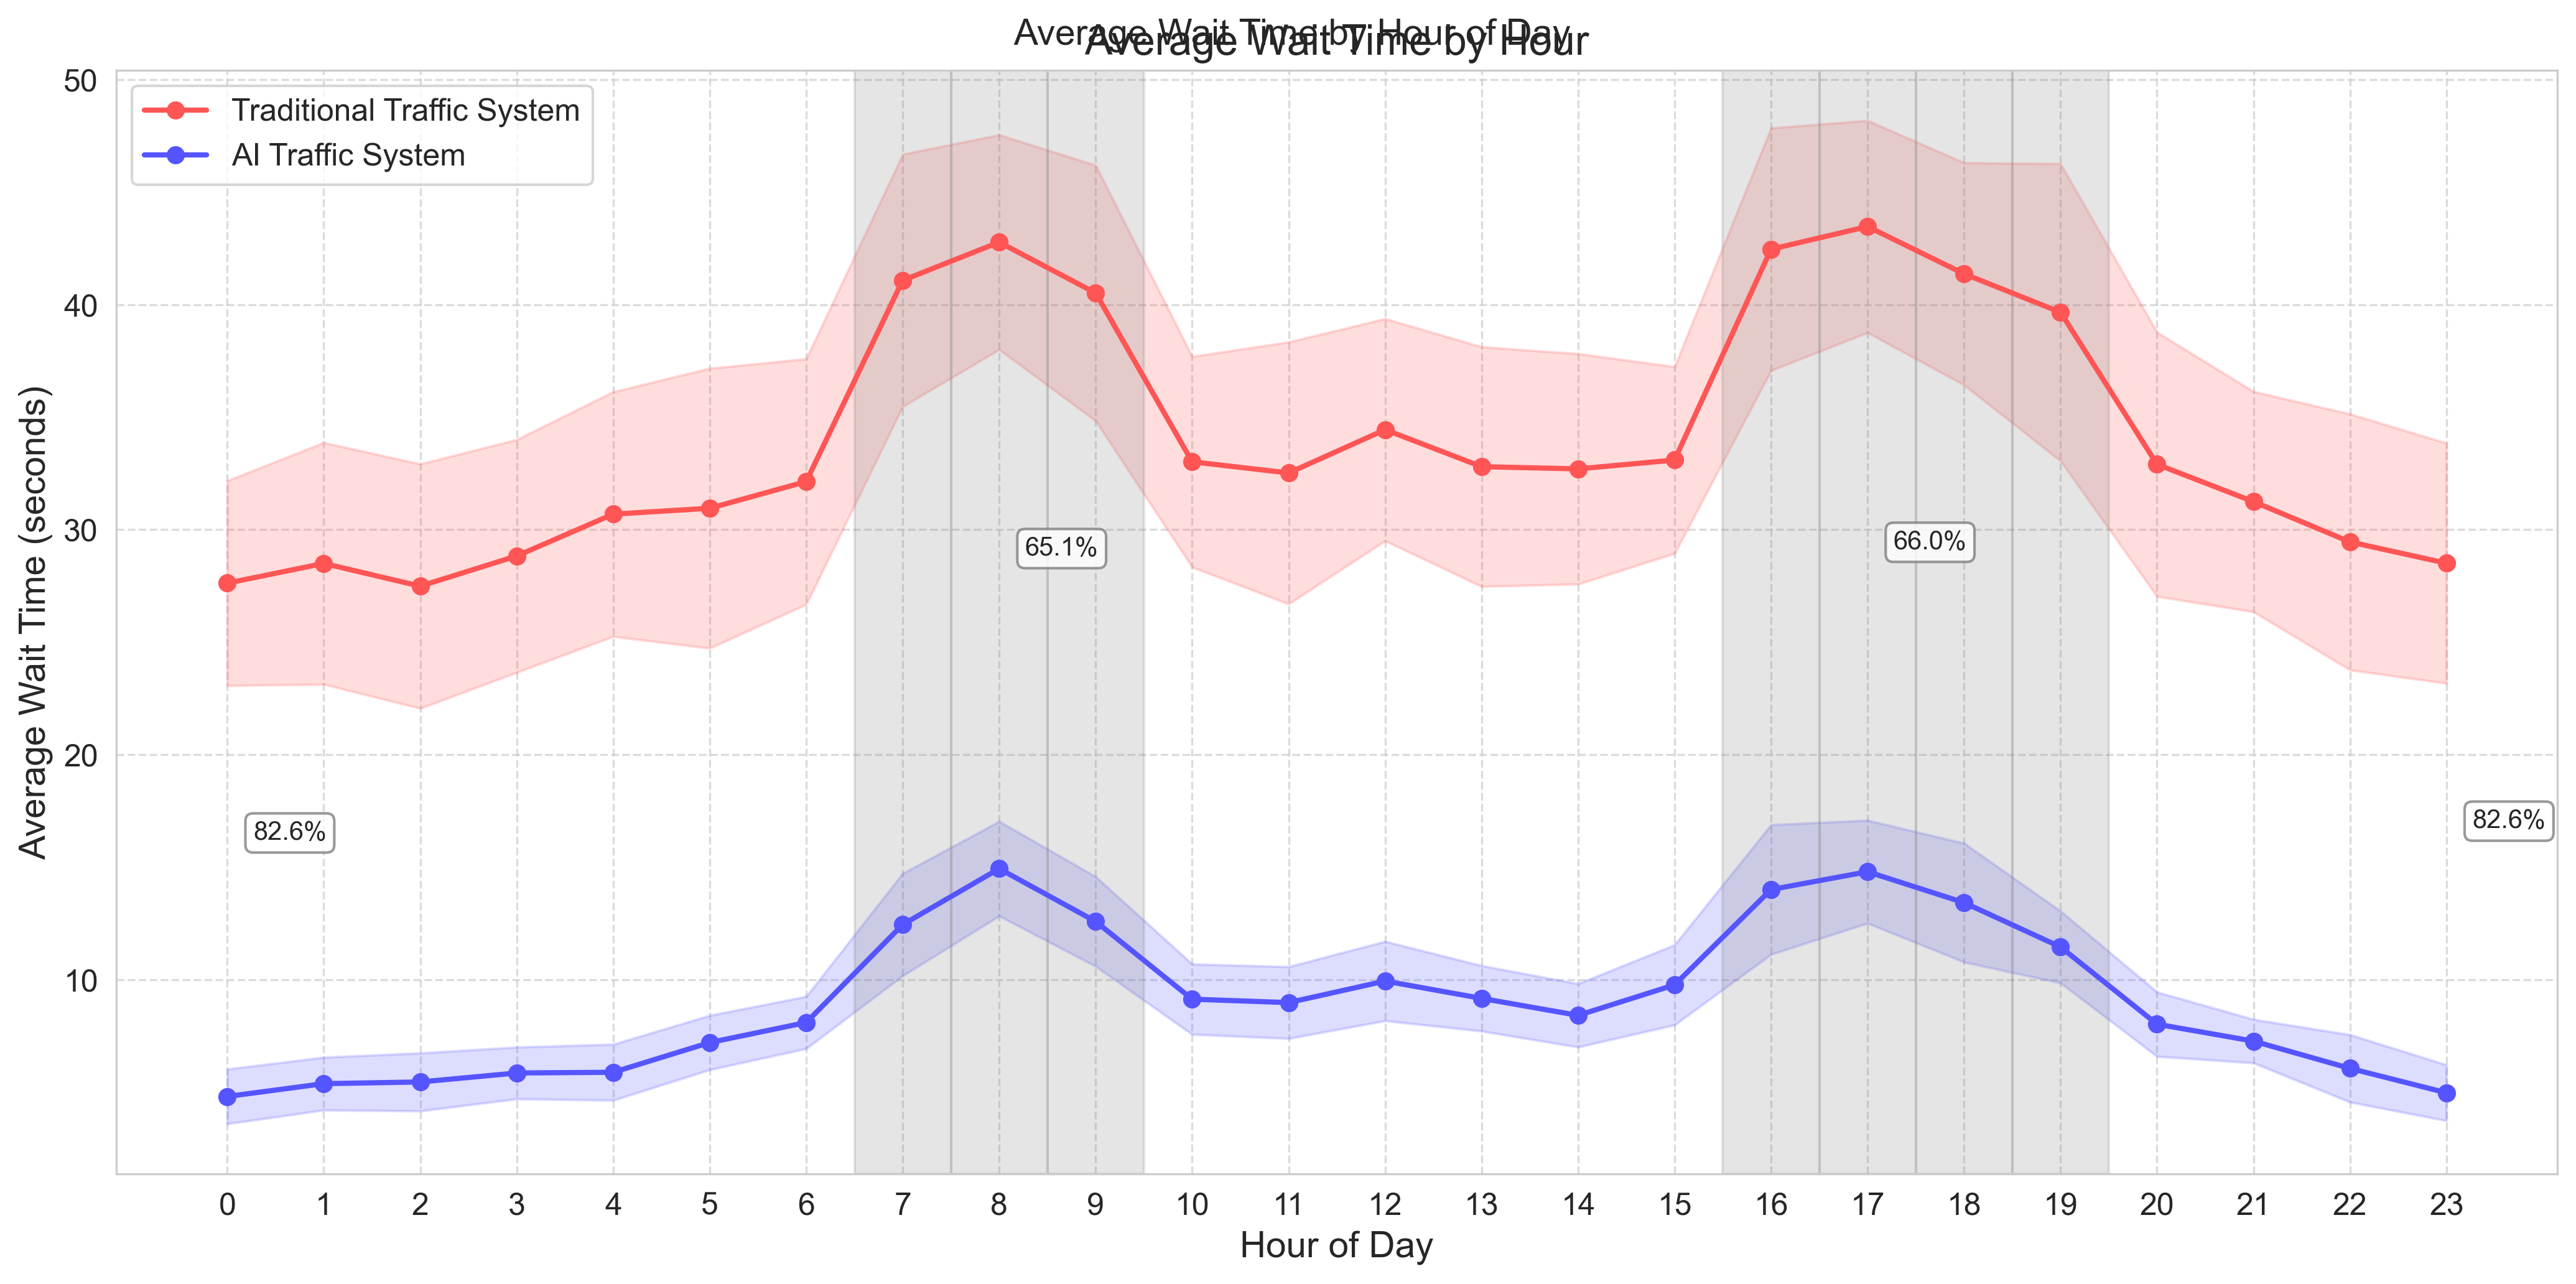 Average Wait Time by Hour of Day
Average Wait Time by Hour
Traditional Traffic System
AI Traffic System
Average Wait Time (seconds)
50
40
30
20
10
65.1%
66.0%
82.6%
82.6%
0 1 2 3 4 5 6 7 8 9 10 11 12 13 14 15 16 17 18 19 20 21 22 23
Hour of Day